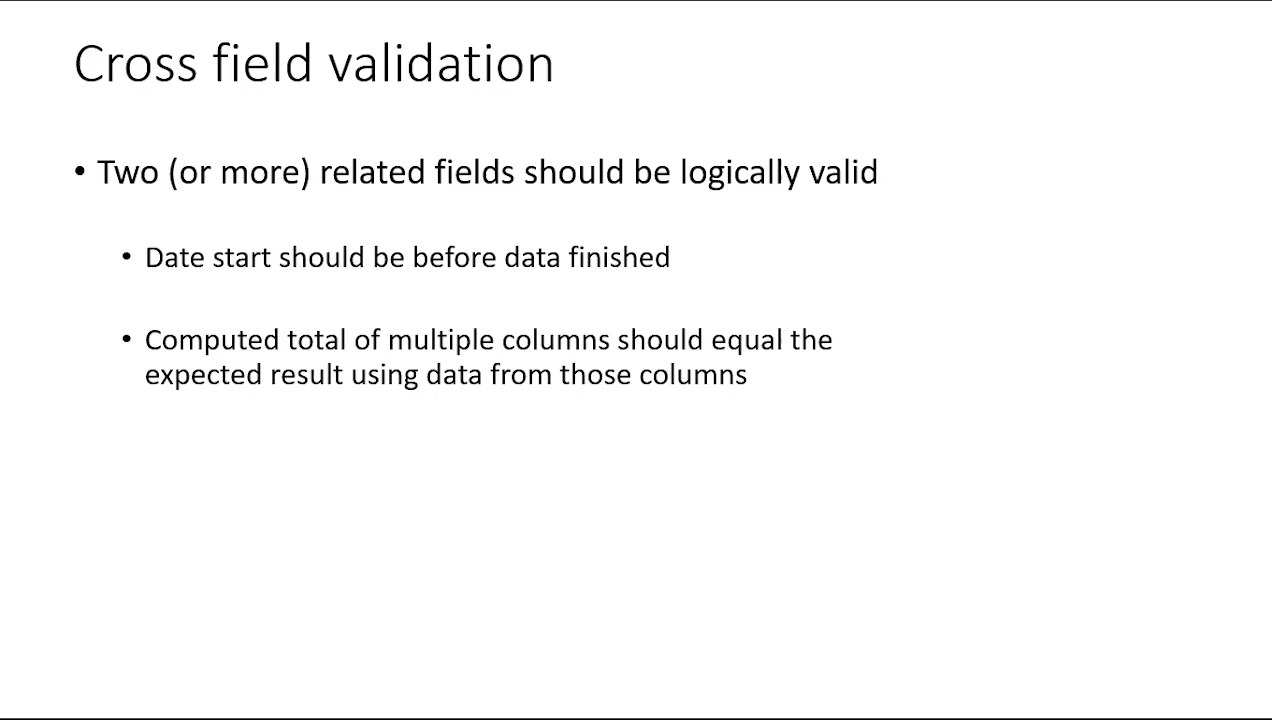 Cross field validation
• Two (or more) related fields should be logically valid
• Date start should be before data finished
• Computed total of multiple columns should equal the
expected result using data from those columns